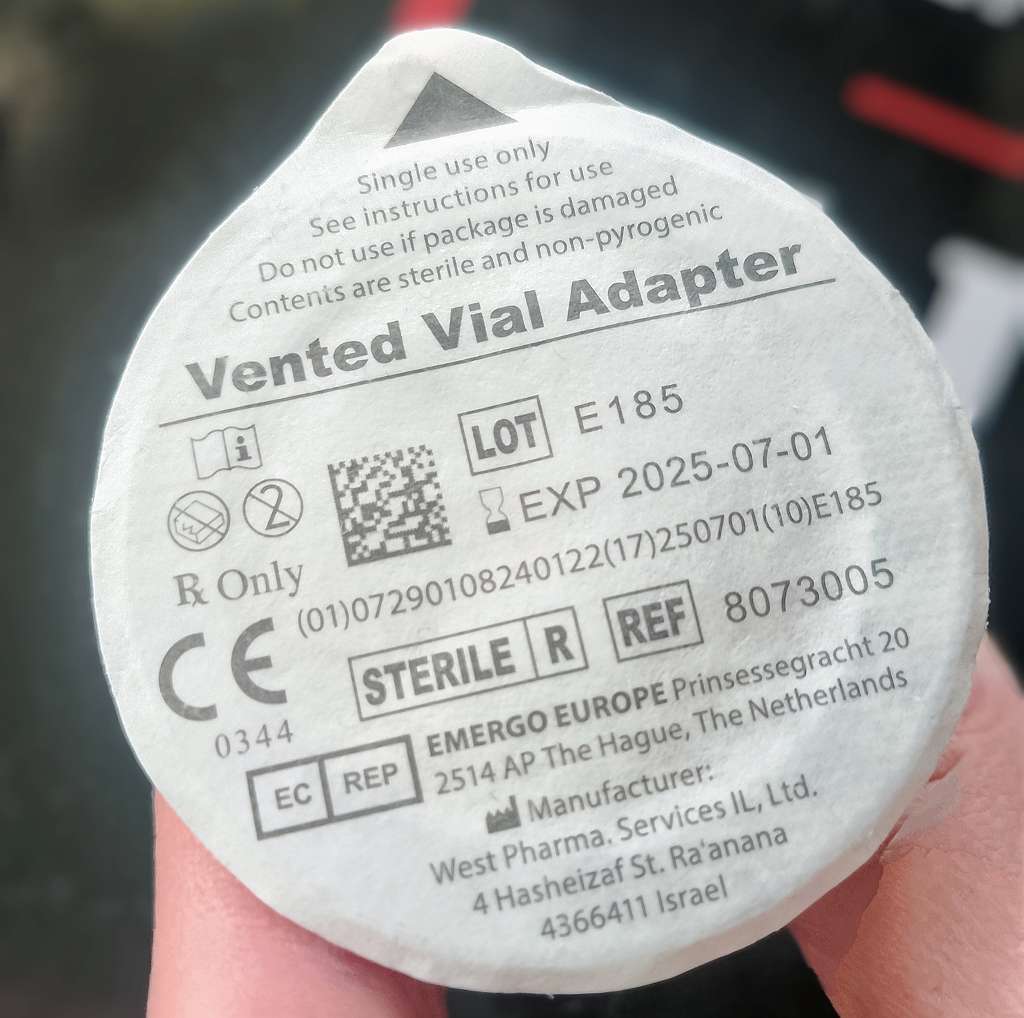 Single use only
See instructions for use
Do not use if package is damaged
Contents are sterile and non-pyrogenic
Vented Vial Adapter
LOT E185
EXP 2025-07-01
2
(01)07290108240122(17)250701(10)E185
℞ Only
STERILE R REF 8073005
CE
0344
EC REP EMERGO EUROPE Prinsessegracht 20
2514 AP The Hague, The Netherlands
Manufacturer:
West Pharma. Services IL, Ltd.
4 Hasheizaf St. Ra'anana
4366411 Israel